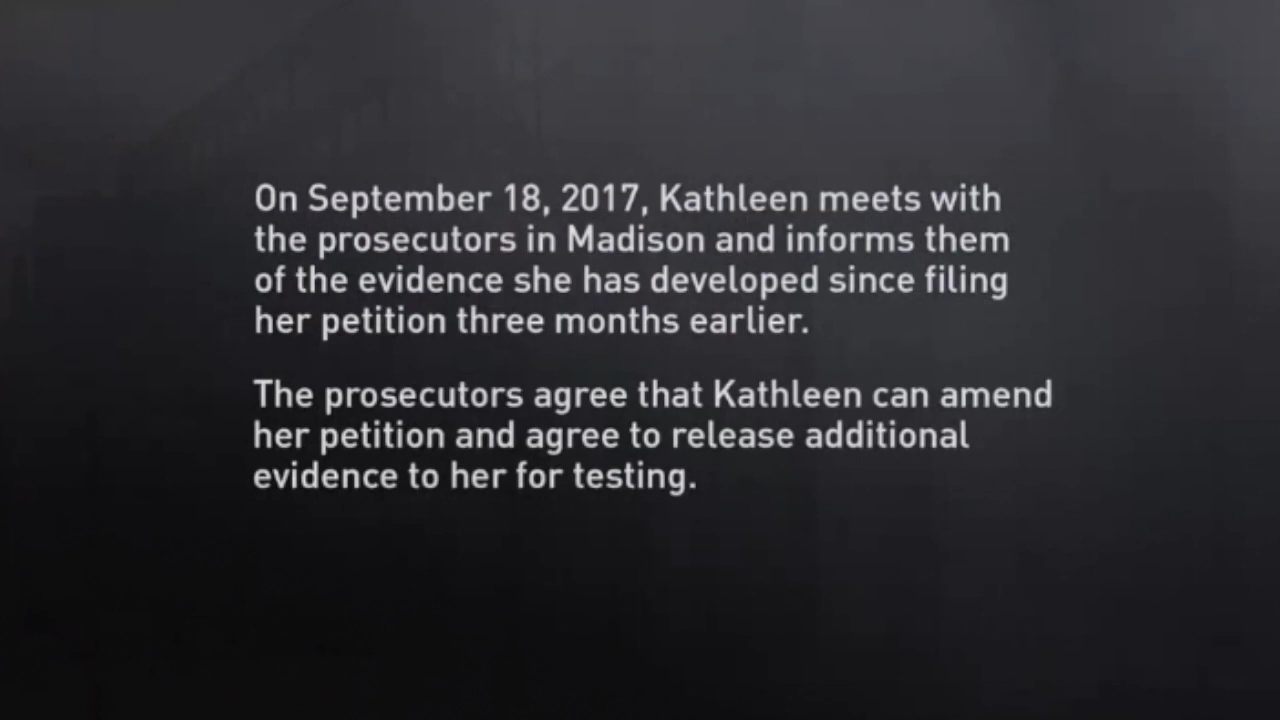 On September 18, 2017, Kathleen meets with
the prosecutors in Madison and informs them
of the evidence she has developed since filing
her petition three months earlier.
The prosecutors agree that Kathleen can amend
her petition and agree to release additional
evidence to her for testing.